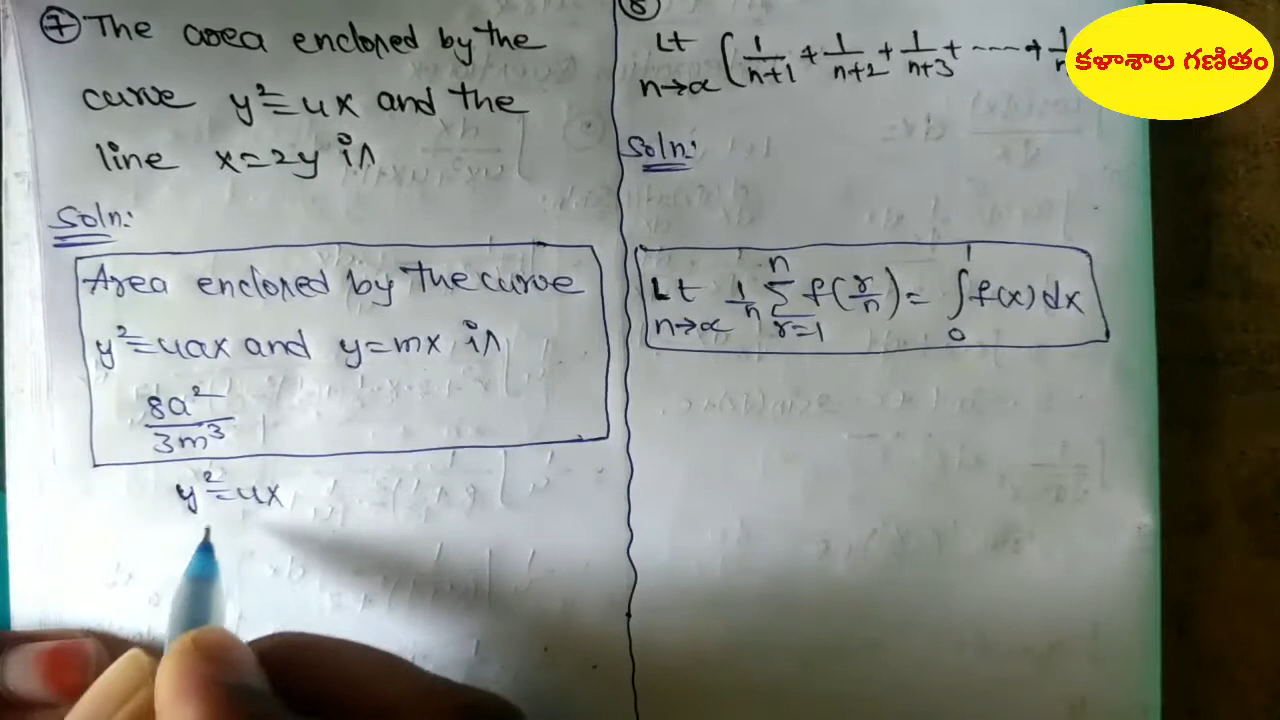 7 The area enclosed by the
curve y²=4x and the
line x=2y is
Soln:
Area enclosed by the curve
y²=4ax and y=mx is
8a²/3m³
y²=4x
8
Lt n→∝ (1/n+1 + 1/n+2 + 1/n+3 + ----- +
Soln:
Lt n→∝ 1/n Σ r=1 n f(r/n) = ∫ 0 1 f(x) dx
కళాశాల గణితం